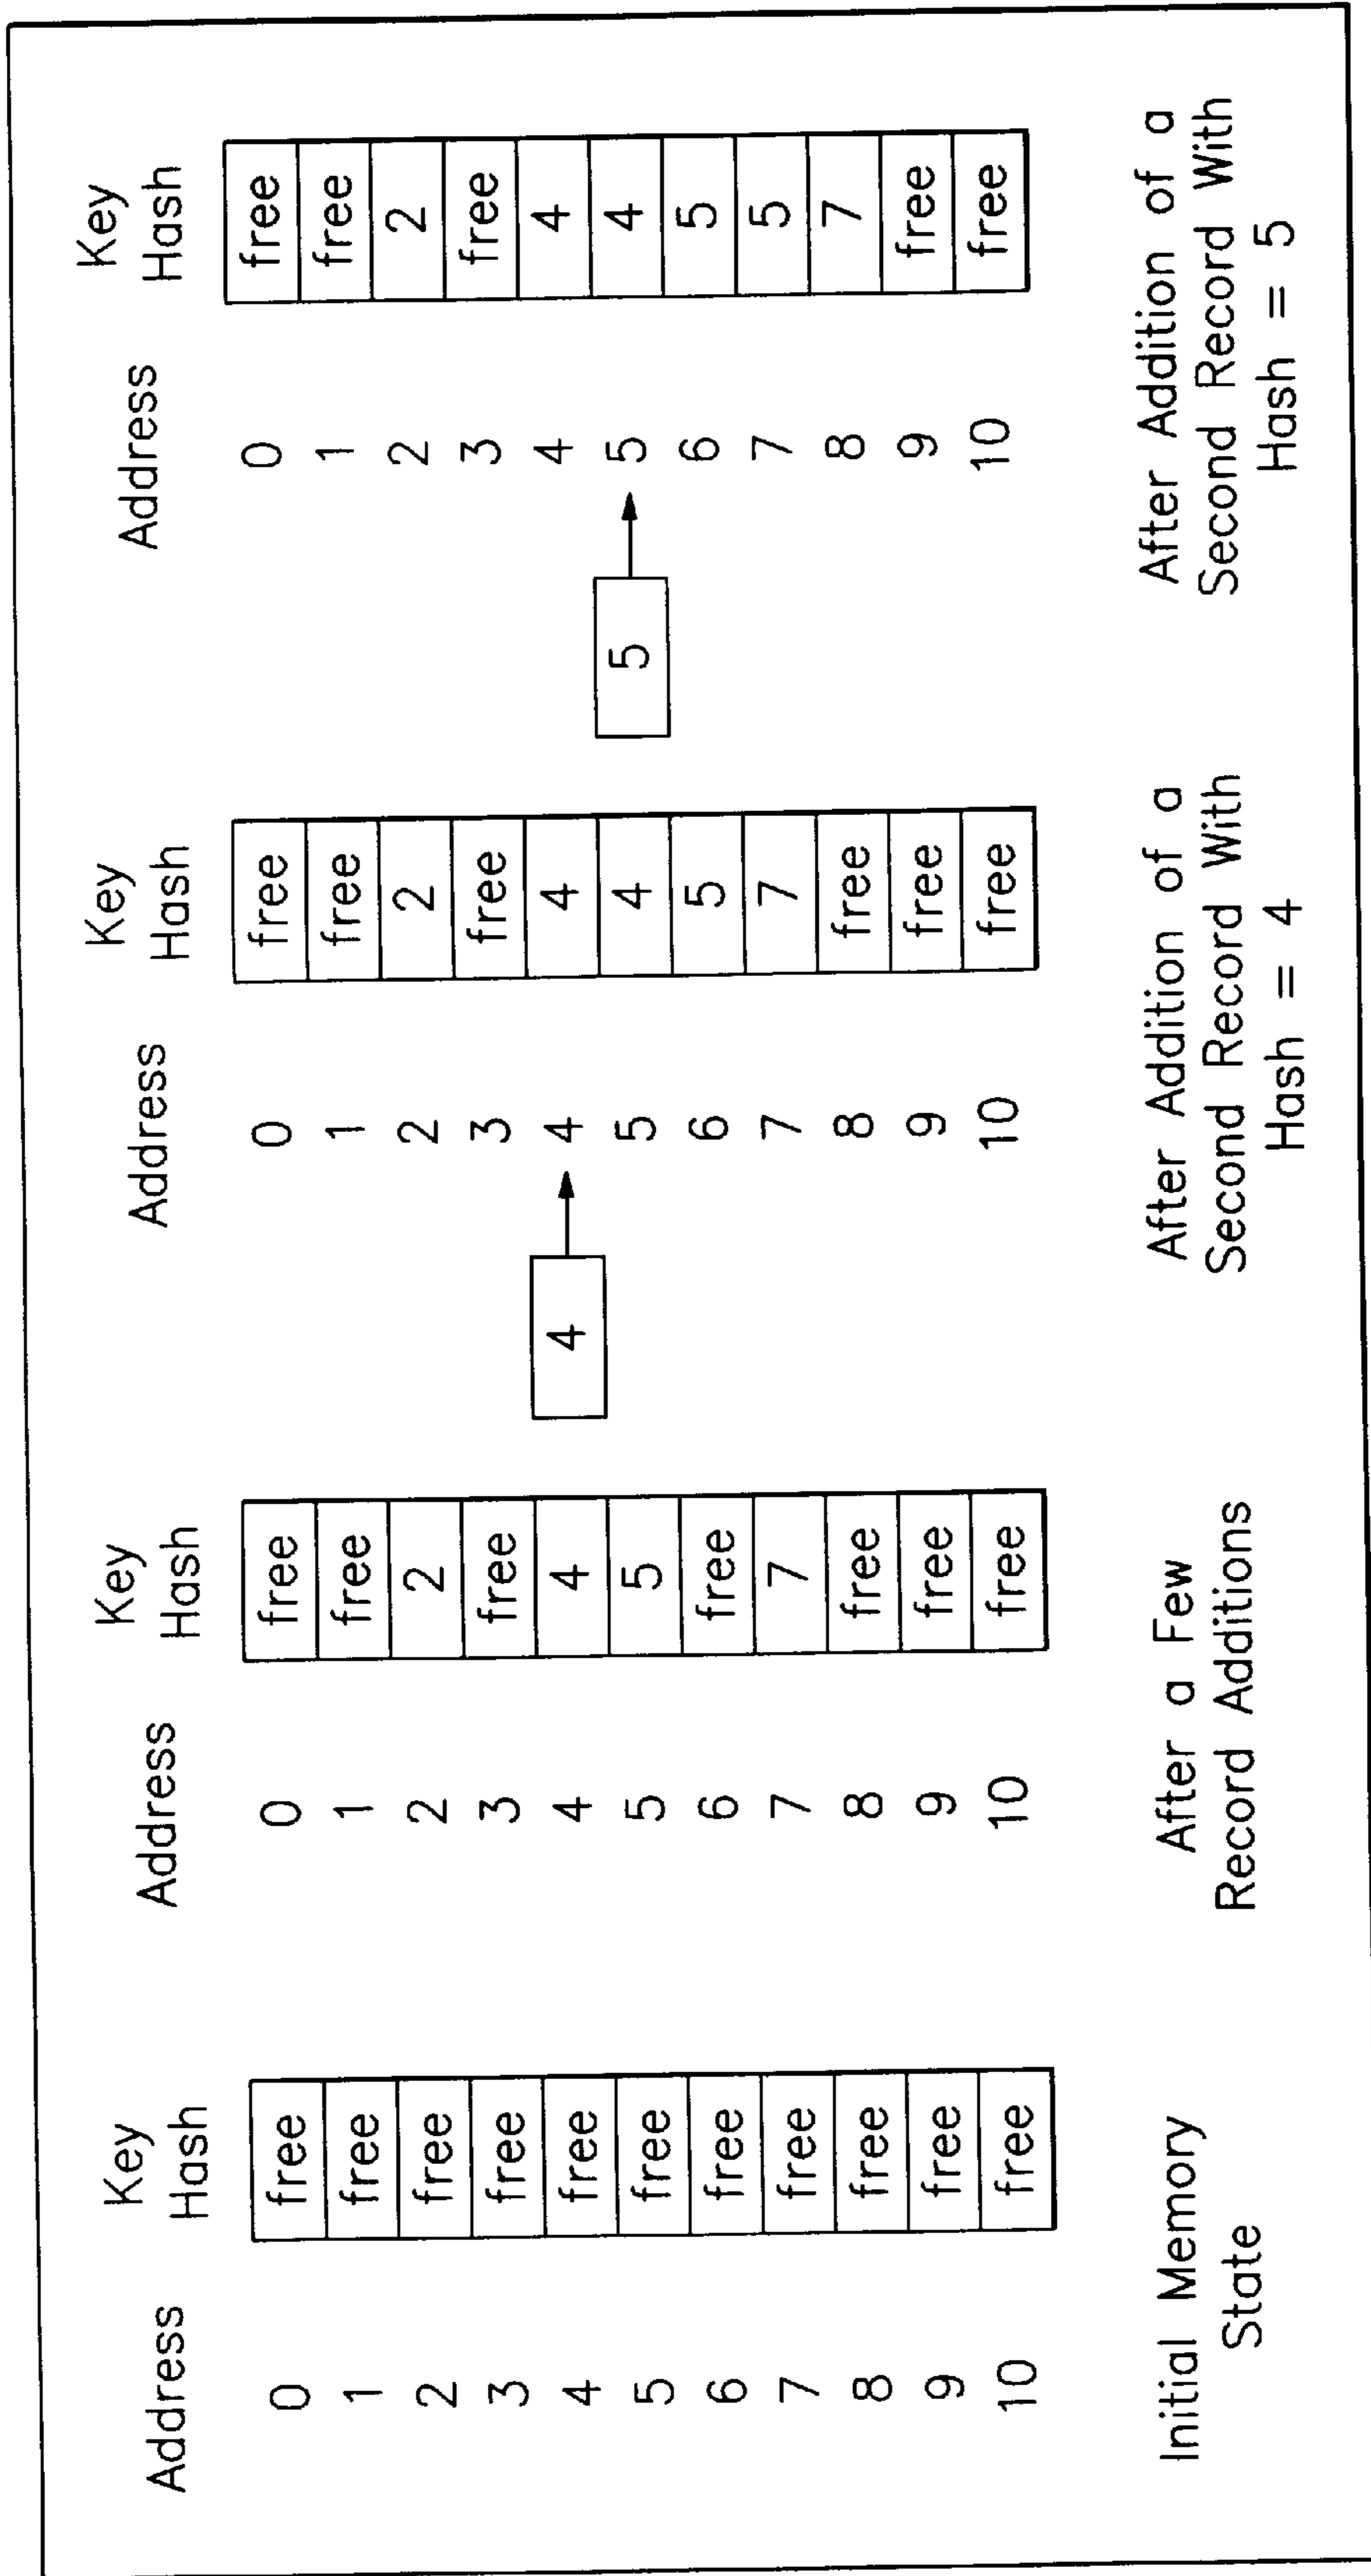 Address
Key
Hash
0 free
1 free
2 free
3 free
4 free
5 free
6 free
7 free
8 free
9 free
10 free
Initial Memory
State
Address
Key
Hash
0 free
1 free
2 2
3 free
4 4
5 5
6 free
7 7
8 free
9 free
10 free
After a Few
Record Additions
4
Address
Key
Hash
0 free
1 free
2 2
3 free
4 4
5 4
6 5
7 7
8 free
9 free
10 free
After Addition of a
Second Record With
Hash = 4
5
Address
Key
Hash
0 free
1 free
2 2
3 free
4 4
5 4
6 5
7 5
8 7
9 free
10 free
After Addition of a
Second Record With
Hash = 5